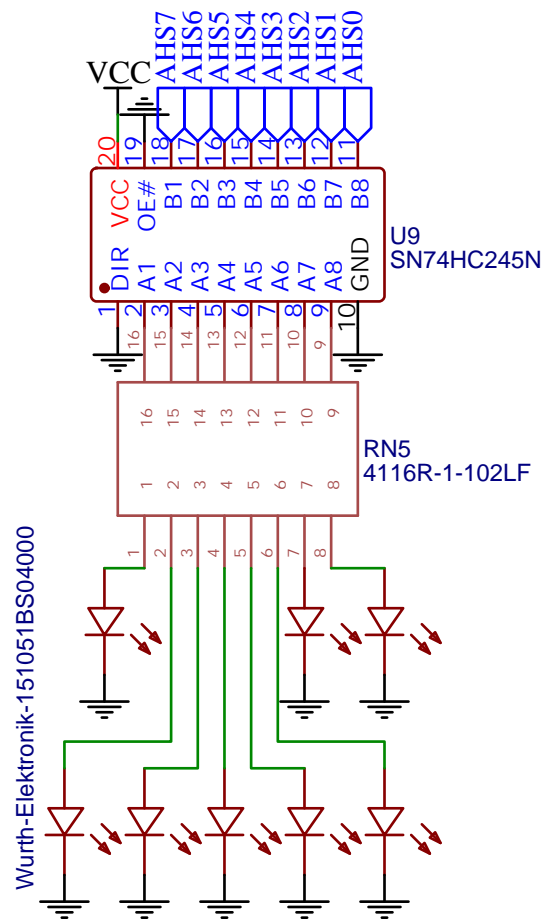 AHS7 AHS6 AHS5 AHS4 AHS3 AHS2 AHS1 AHS0
VCC
20 19 18 17 16 15 14 13 12 11
VCC OE# B1 B2 B3 B4 B5 B6 B7 B8
U9
SN74HC245N
DIR A1 A2 A3 A4 A5 A6 A7 A8 GND
1 2 3 4 5 6 7 8 9 10
16 15 14 13 12 11 10 9
16 15 14 13 12 11 10 9
RN5
4116R-1-102LF
1 2 3 4 5 6 7 8
1 2 3 4 5 6 7 8
Wurth-Elektronik-151051BS04000